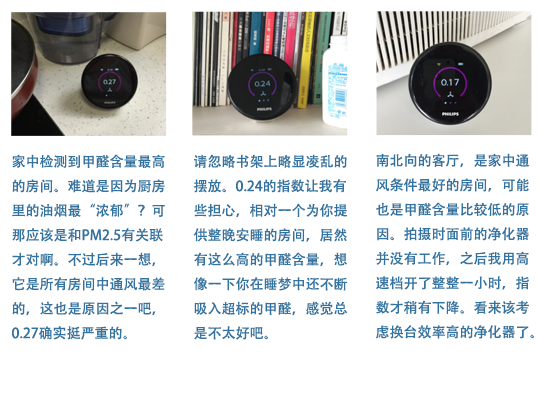 0.27
PHILIPS
0.24
PHILIPS
0.17
PHILIPS
家中检测到甲醛含量最高
的房间。难道是因为厨房
里的油烟最“浓郁”？可
那应该是和PM2.5有关联
才对啊。不过后来一想，
它是所有房间中通风最差
的，这也是原因之一吧，
0.27确实挺严重的。
请忽略书架上略显凌乱的
摆放。0.24的指数让我有
些担心，相对一个为你提
供整晚安睡的房间，居然
有这么高的甲醛含量，想
像一下你在睡梦中还不断
吸入超标的甲醛，感觉总
是不太好吧。
南北向的客厅，是家中通
风条件最好的房间，可能
也是甲醛含量比较低的原
因。拍摄时面前的净化器
并没有工作，之后我用高
速档开了整整一小时，指
数才稍有下降。看来该考
虑换台效率高的净化器了。